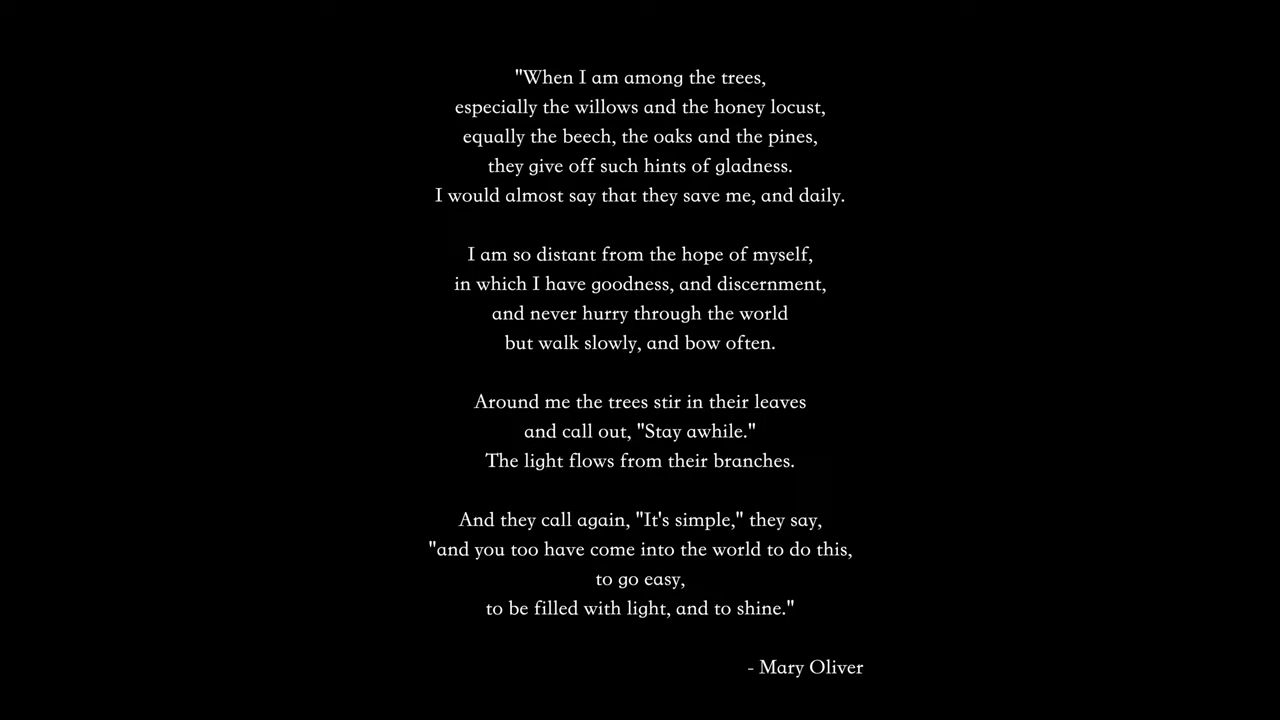 "When I am among the trees,
especially the willows and the honey locust,
equally the beech, the oaks and the pines,
they give off such hints of gladness.
I would almost say that they save me, and daily.
I am so distant from the hope of myself,
in which I have goodness, and discernment,
and never hurry through the world
but walk slowly, and bow often.
Around me the trees stir in their leaves
and call out, "Stay awhile."
The light flows from their branches.
And they call again, "It's simple," they say,
"and you too have come into the world to do this,
to go easy,
to be filled with light, and to shine."
- Mary Oliver